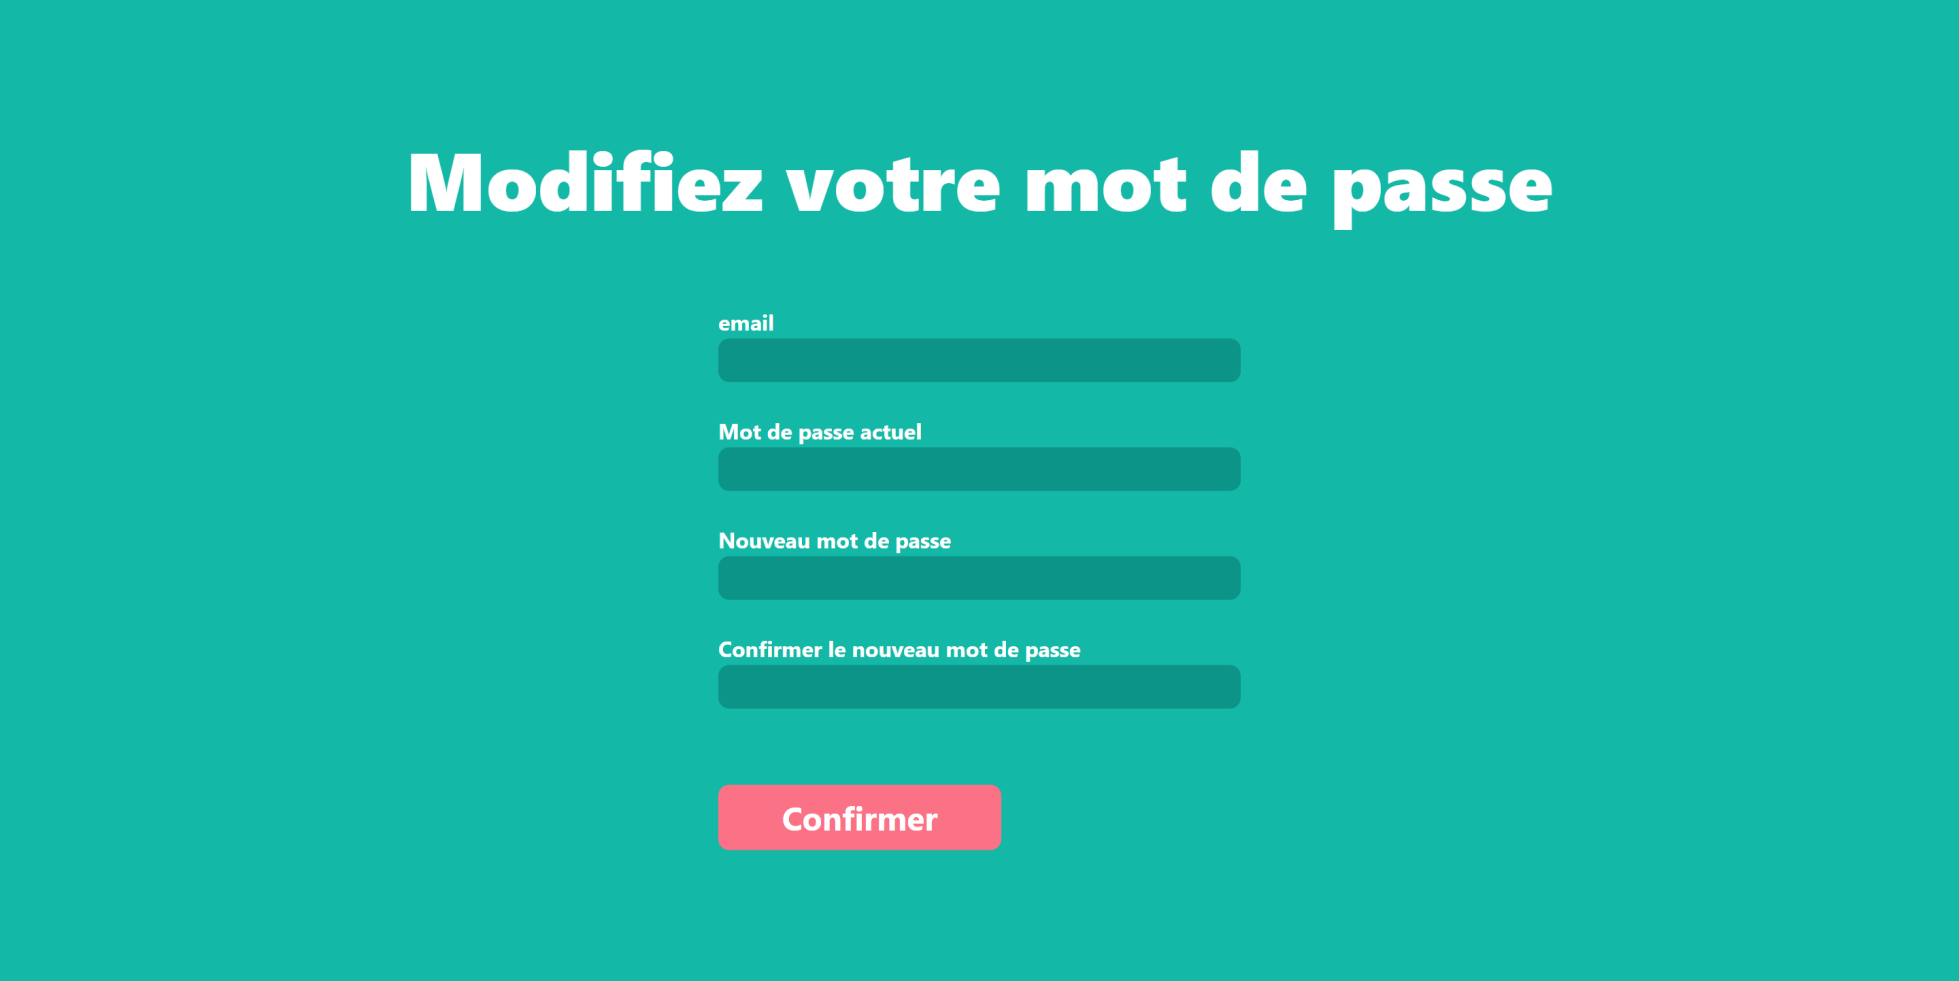 Modifiez votre mot de passe
email
Mot de passe actuel
Nouveau mot de passe
Confirmer le nouveau mot de passe
Confirmer